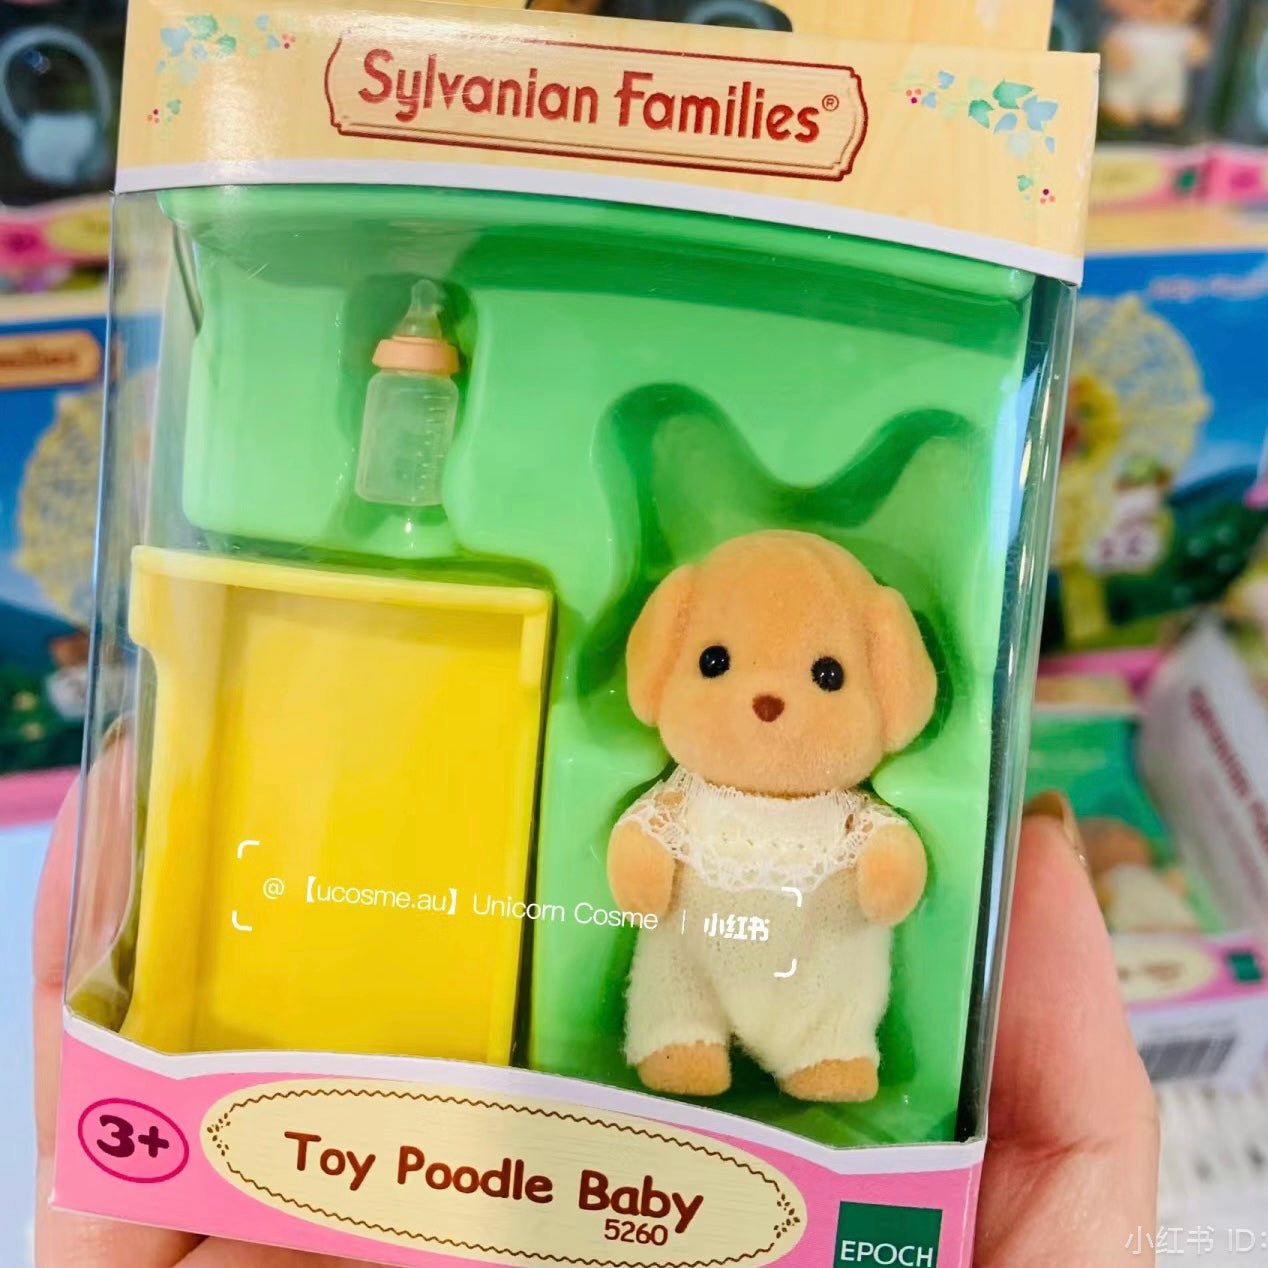 Sylvanian Families®
@【ucosme.au】Unicorn Cosme | 小红书
3+
Toy Poodle Baby
5260
EPOCH
小红书 ID: